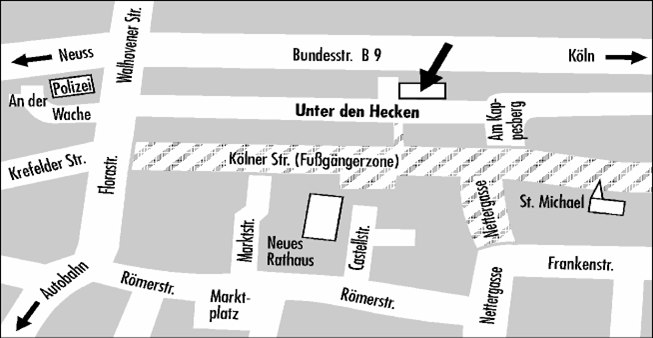 Neuss
Walhovener Str.
Bundesstr. B 9
Köln
Polizei
An der
Wache
Unter den Hecken
Am Kap-
pesberg
Krefelder Str.
Florastr.
Kölner Str. (Fußgängerzone)
Nettergasse
St. Michael
Marktstr.
Neues
Rathaus
Castellstr.
Frankenstr.
Autobahn
Römerstr.
Markt-
platz
Römerstr.
Nettergasse